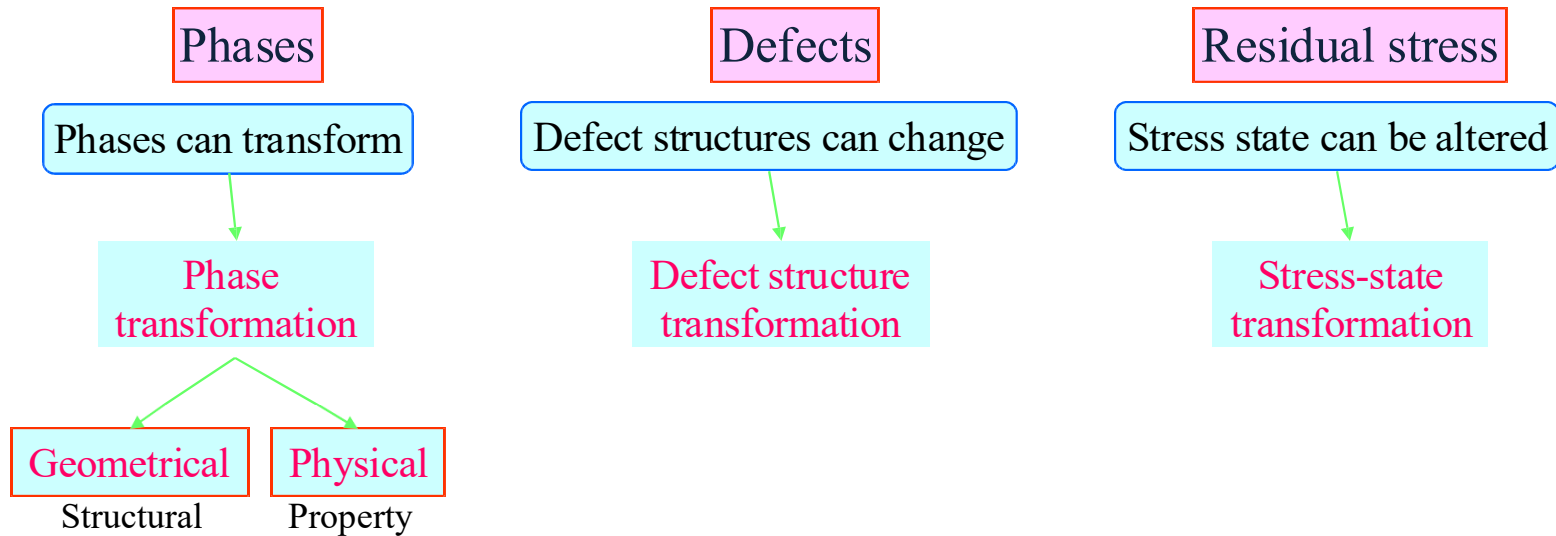 Phases
Defects
Residual stress
Phases can transform
Defect structures can change
Stress state can be altered
Phase
transformation
Defect structure
transformation
Stress-state
transformation
Geometrical
Physical
Structural
Property